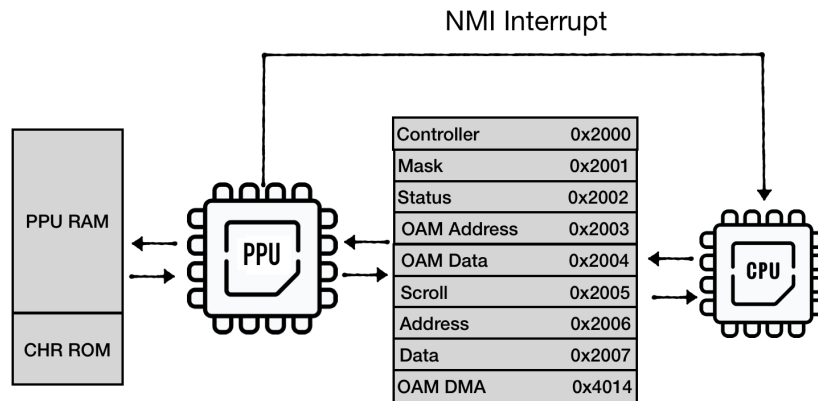 NMI Interrupt
Controller 0x2000
Mask 0x2001
Status 0x2002
OAM Address 0x2003
OAM Data 0x2004
Scroll 0x2005
Address 0x2006
Data 0x2007
OAM DMA 0x4014
PPU RAM
CHR ROM
PPU
CPU